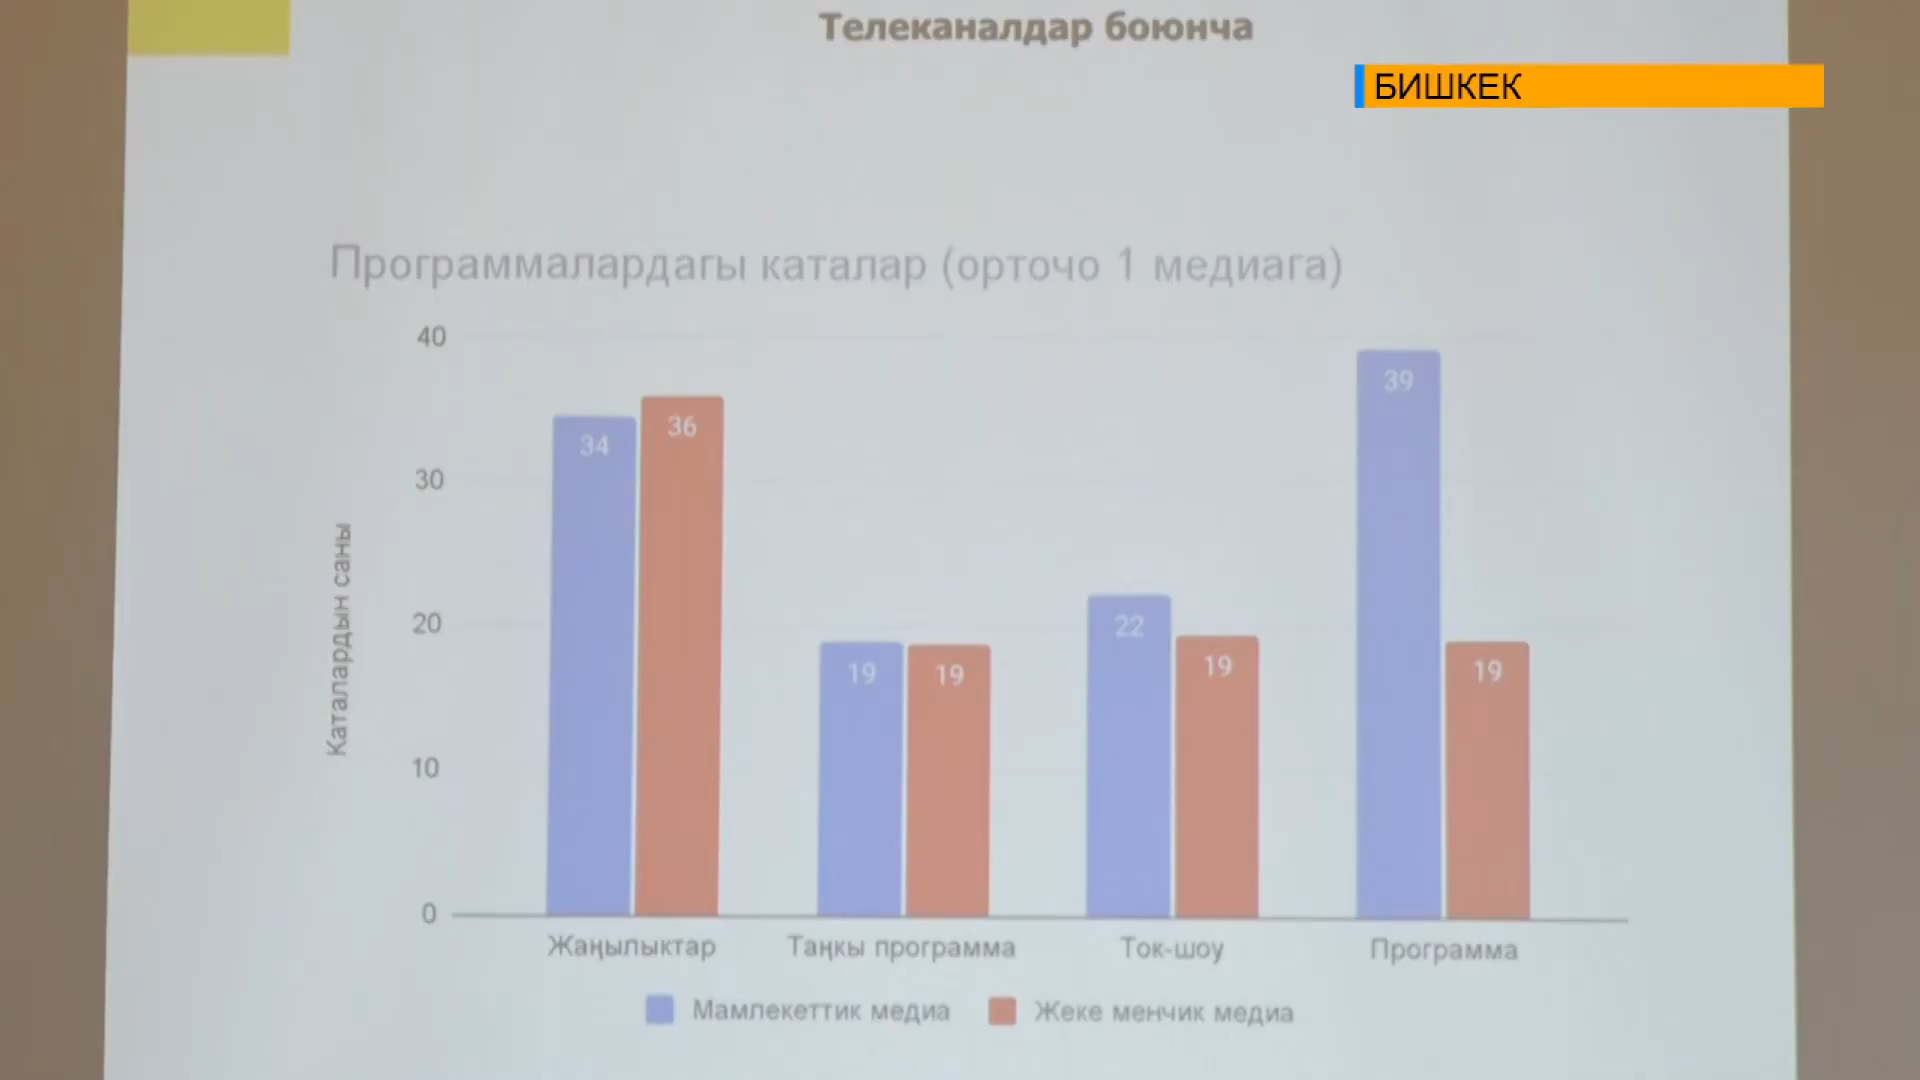 Телеканалдар боюнча
БИШКЕК
Программалардагы каталар (орточо 1 медиага)
Каталардын саны
40
30
20
10
0
34
36
19
19
22
19
39
19
Жаңылыктар
Таңкы программа
Ток-шоу
Программа
Мамлекеттик медиа
Жеке менчик медиа